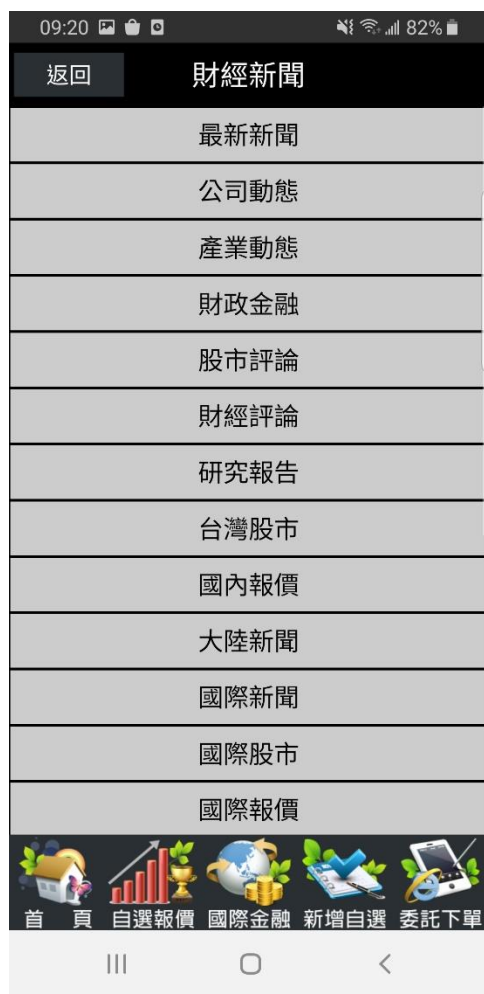 09:20 82%
返回 財經新聞
最新新聞
公司動態
產業動態
財政金融
股市評論
財經評論
研究報告
台灣股市
國內報價
大陸新聞
國際新聞
國際股市
國際報價
首 頁 自選報價 國際金融 新增自選 委託下單